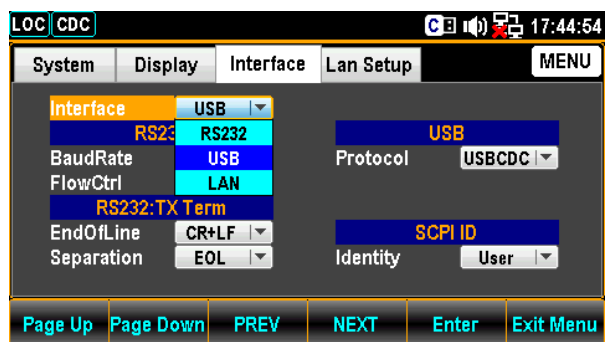 LOC CDC C 17:44:54
System Display Interface Lan Setup MENU
Interface USB
RS232 USB
BaudRate USB Protocol USBCDC
FlowCtrl LAN
RS232:TX Term
EndOfLine CR+LF SCPI ID
Separation EOL Identity User
Page Up Page Down PREV NEXT Enter Exit Menu